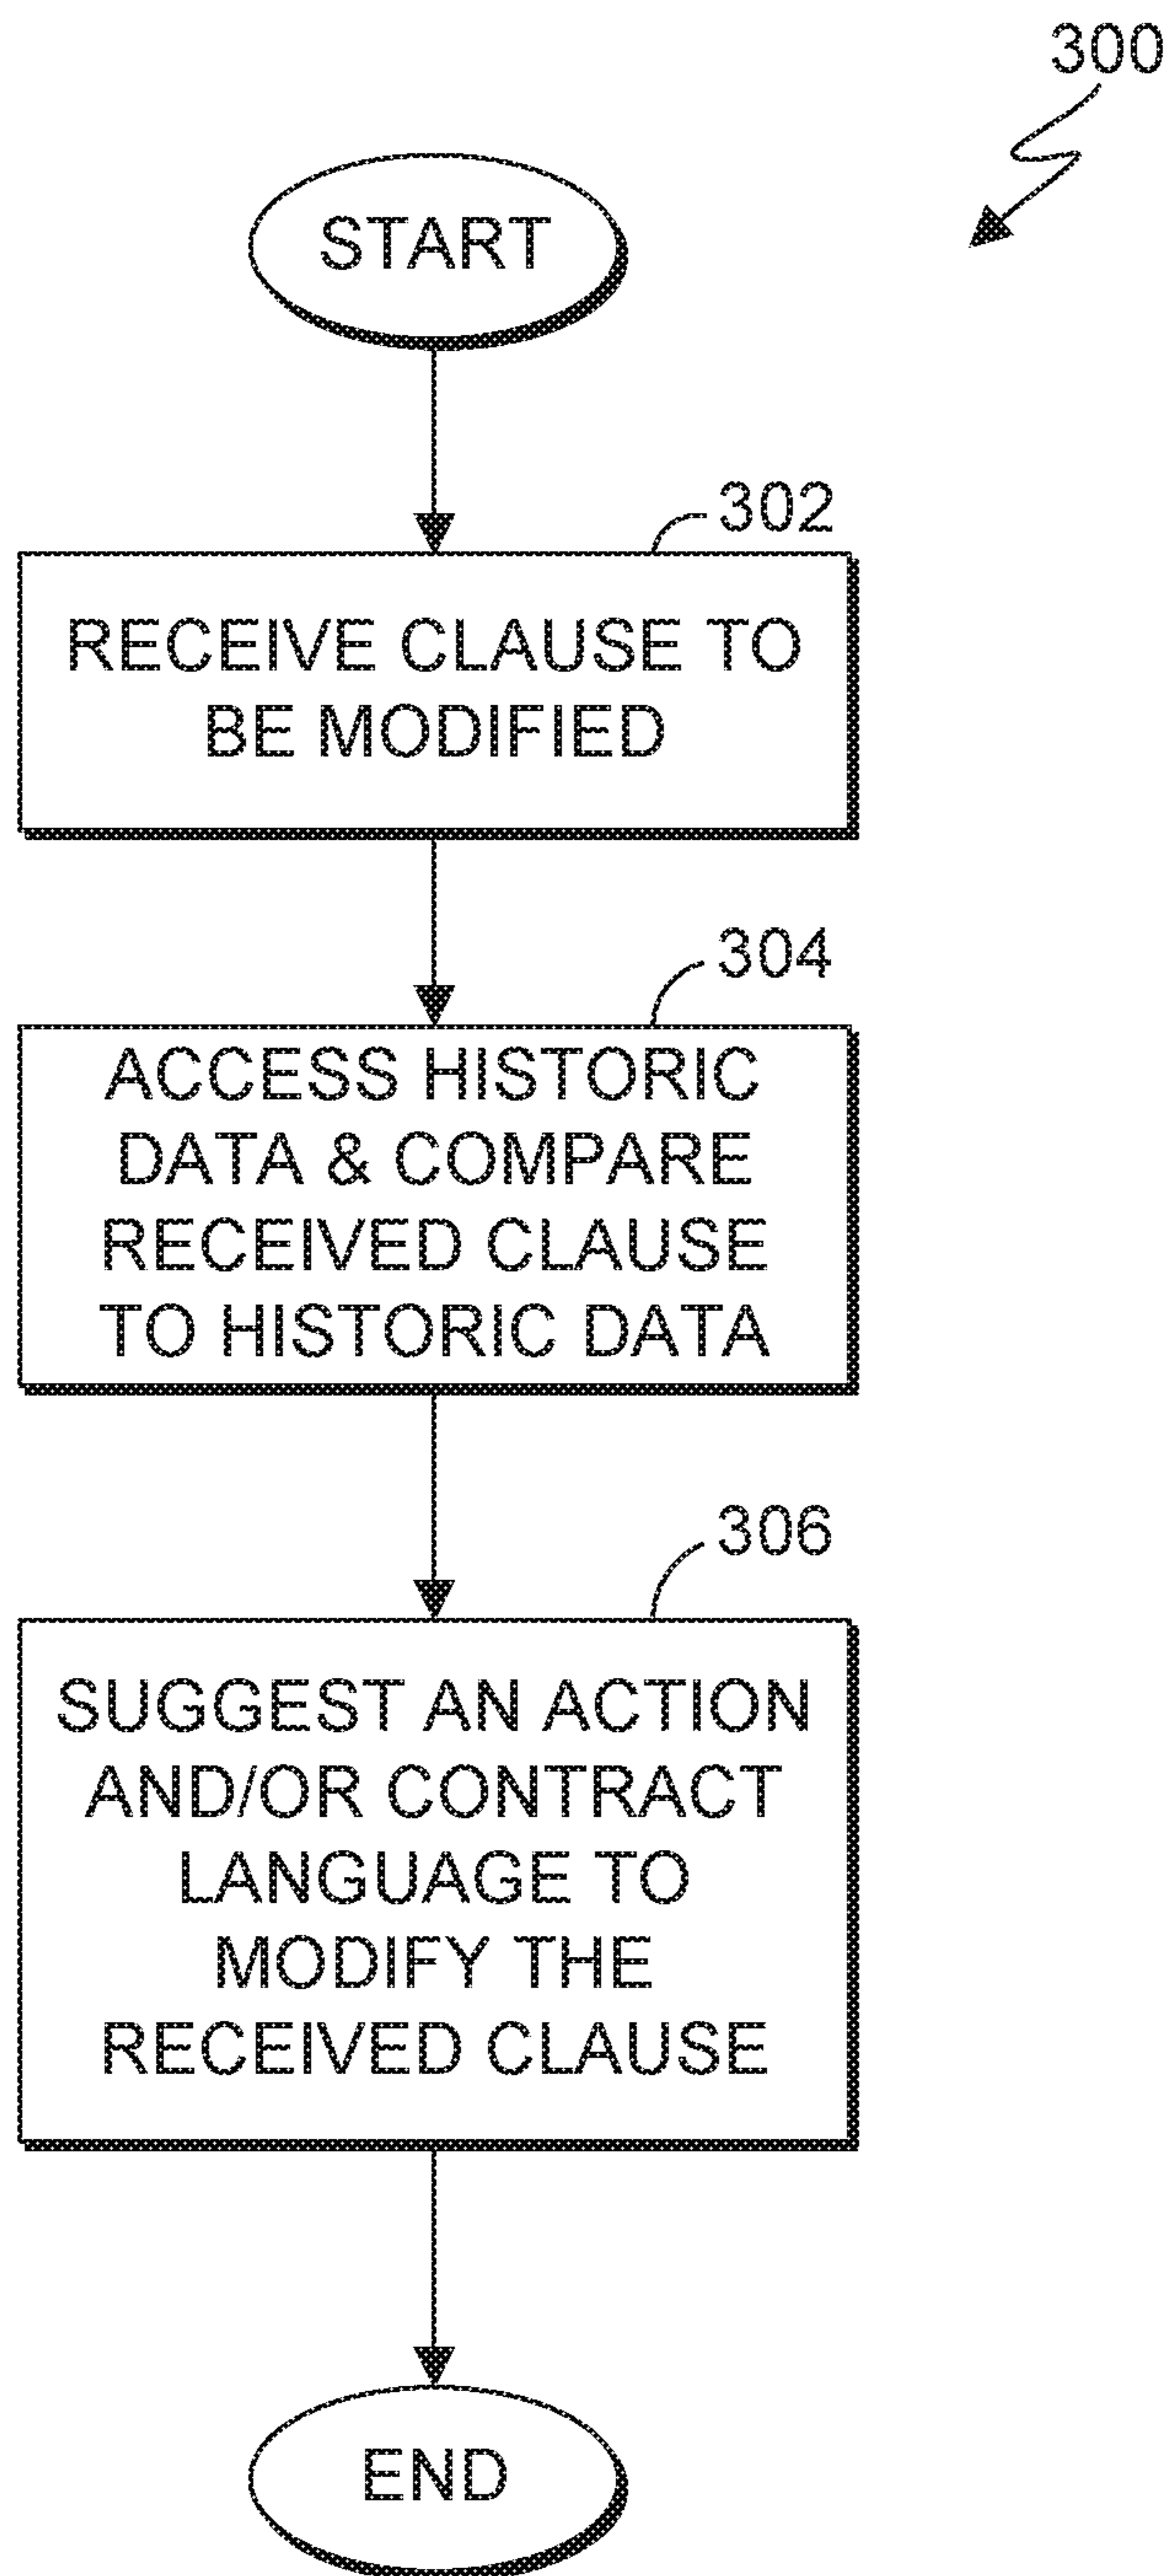 300
START
302
RECEIVE CLAUSE TO
BE MODIFIED
304
ACCESS HISTORIC
DATA & COMPARE
RECEIVED CLAUSE
TO HISTORIC DATA
306
SUGGEST AN ACTION
AND/OR CONTRACT
LANGUAGE TO
MODIFY THE
RECEIVED CLAUSE
END